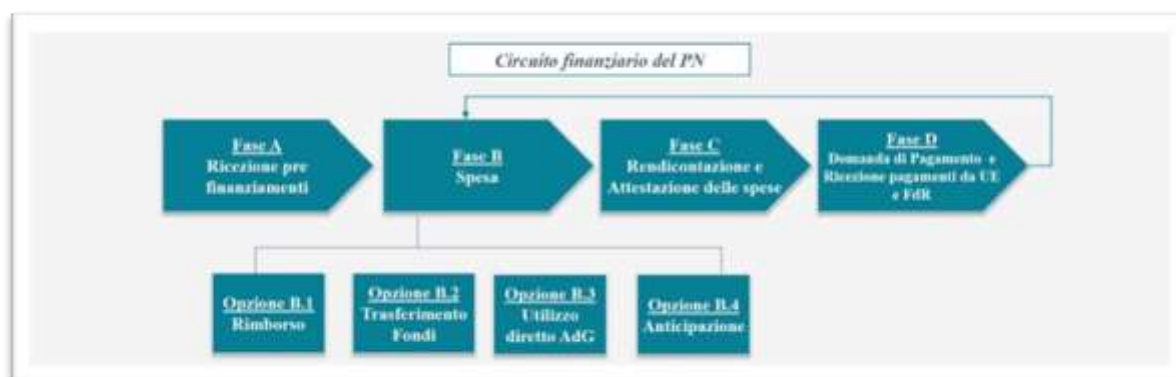 Circuito finanziario del PN
Fase A
Ricezione pre
finanziamenti
Fase B
Spesa
Fase C
Rendicontazione e
Attestazione delle spese
Fase D
Domanda di Pagamento e
Ricezione pagamenti da UE
e FdR
Opzione B.1
Rimborso
Opzione B.2
Trasferimento
Fondi
Opzione B.3
Utilizzo
diretto AdG
Opzione B.4
Anticipazione